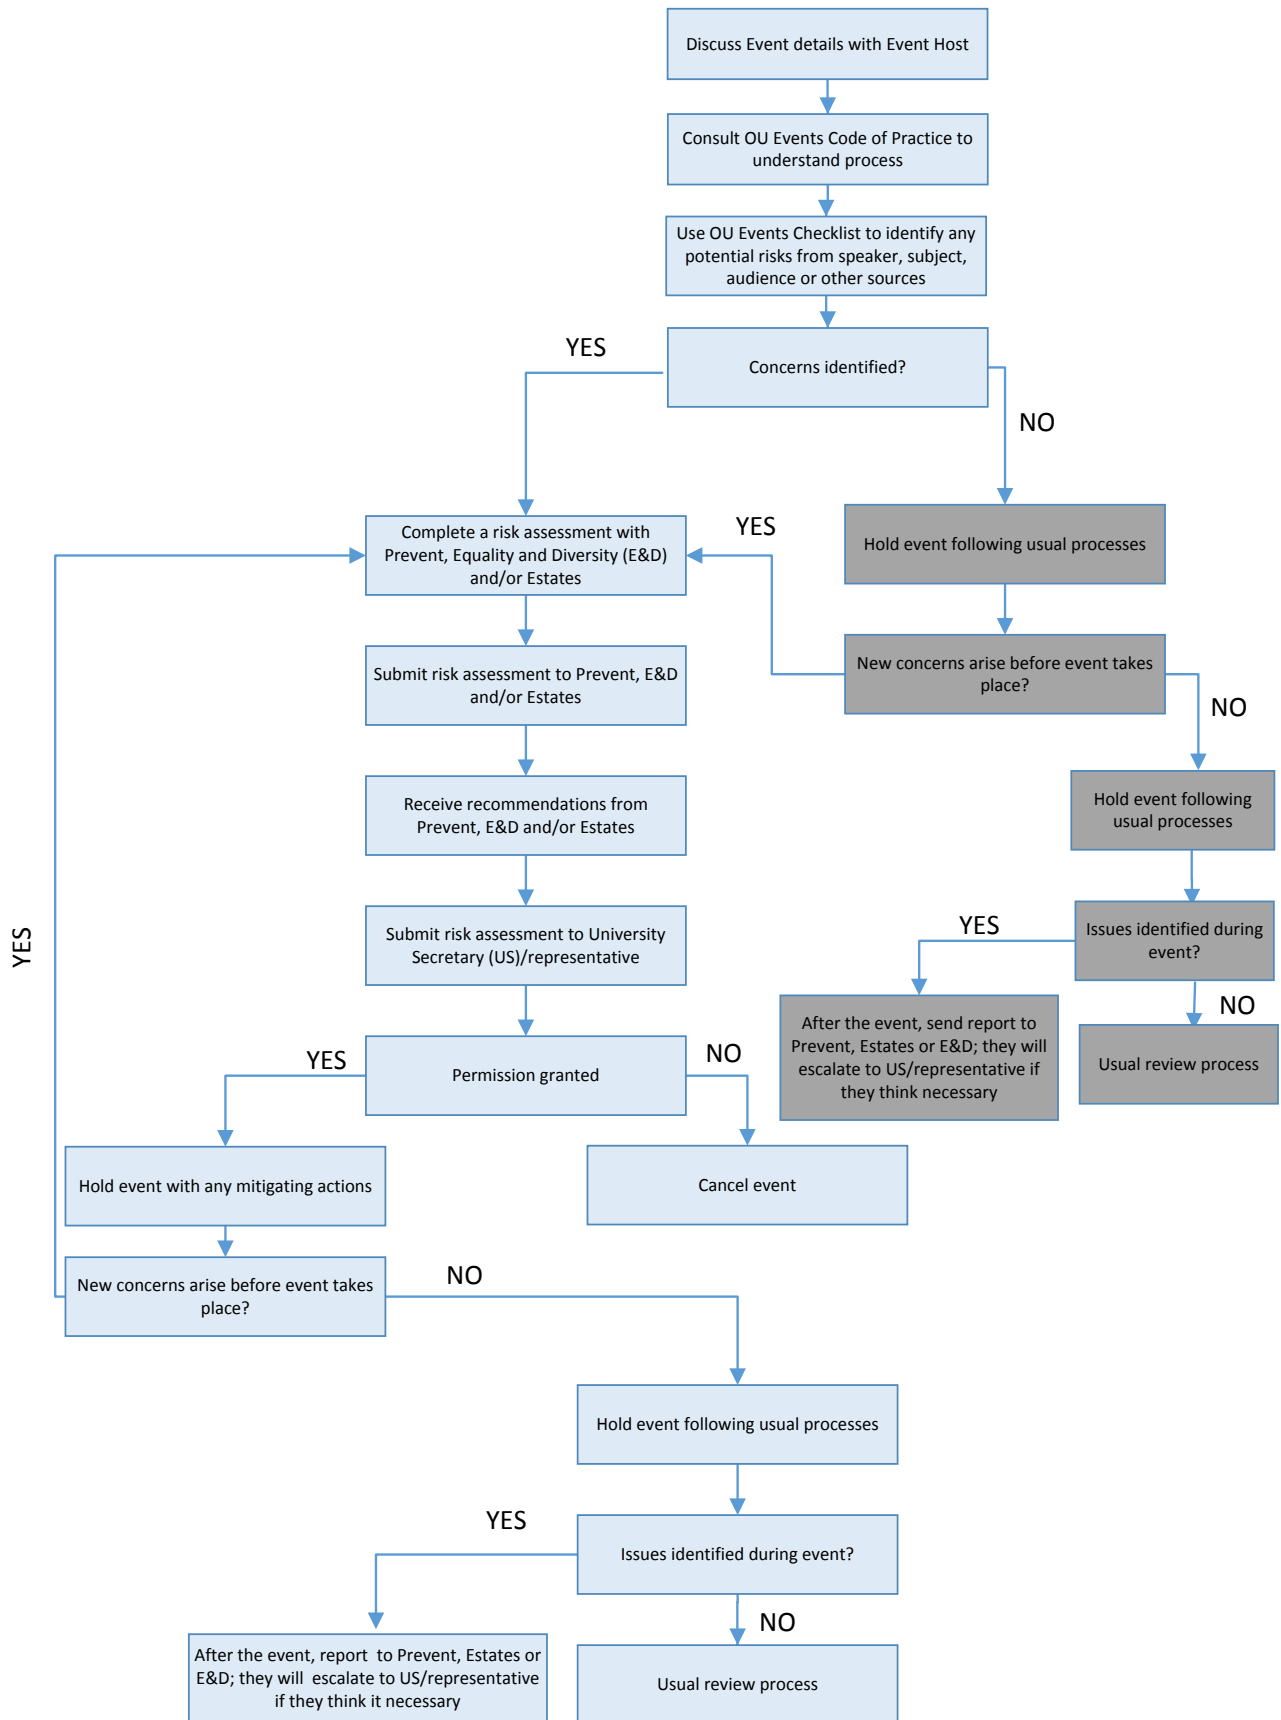 Discuss Event details with Event Host
Consult OU Events Code of Practice to
understand process
Use OU Events Checklist to identify any
potential risks from speaker, subject,
audience or other sources
YES
Concerns identified?
NO
YES
Complete a risk assessment with
Prevent, Equality and Diversity (E&D)
and/or Estates
Hold event following usual processes
Submit risk assessment to Prevent, E&D
and/or Estates
New concerns arise before event takes
place?
NO
Receive recommendations from
Prevent, E&D and/or Estates
Hold event following
usual processes
YES
Submit risk assessment to University
Secretary (US)/representative
YES
Issues identified during
event?
NO
After the event, send report to
Prevent, Estates or E&D; they will
escalate to US/representative if
they think necessary
Usual review process
YES
Permission granted
NO
Hold event with any mitigating actions
Cancel event
New concerns arise before event takes
place?
NO
Hold event following usual processes
YES
Issues identified during event?
NO
After the event, report  to Prevent, Estates or
E&D; they will  escalate to US/representative
if they think it necessary
Usual review process